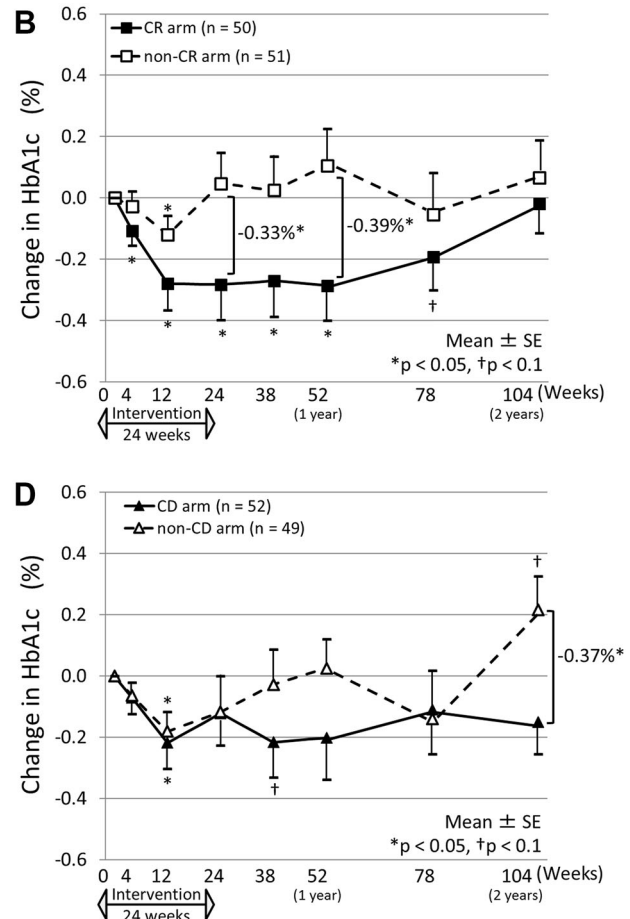 B
0.6
CR arm (n = 50)
non-CR arm (n = 51)
0.4
0.2
0.0
-0.2
-0.4
-0.6
Change in HbA1c (%)
*
*
*
*
*
*
†
-0.33%*
-0.39%*
Mean ± SE
*p < 0.05, †p < 0.1
0 4 12 24 38 52 78 104 (Weeks)
(1 year) (2 years)
Intervention
24 weeks
D
0.6
CD arm (n = 52)
non-CD arm (n = 49)
0.4
0.2
0.0
-0.2
-0.4
-0.6
Change in HbA1c (%)
†
*
*
†
-0.37%*
Mean ± SE
*p < 0.05, †p < 0.1
0 4 12 24 38 52 78 104 (Weeks)
(1 year) (2 years)
Intervention
24 weeks